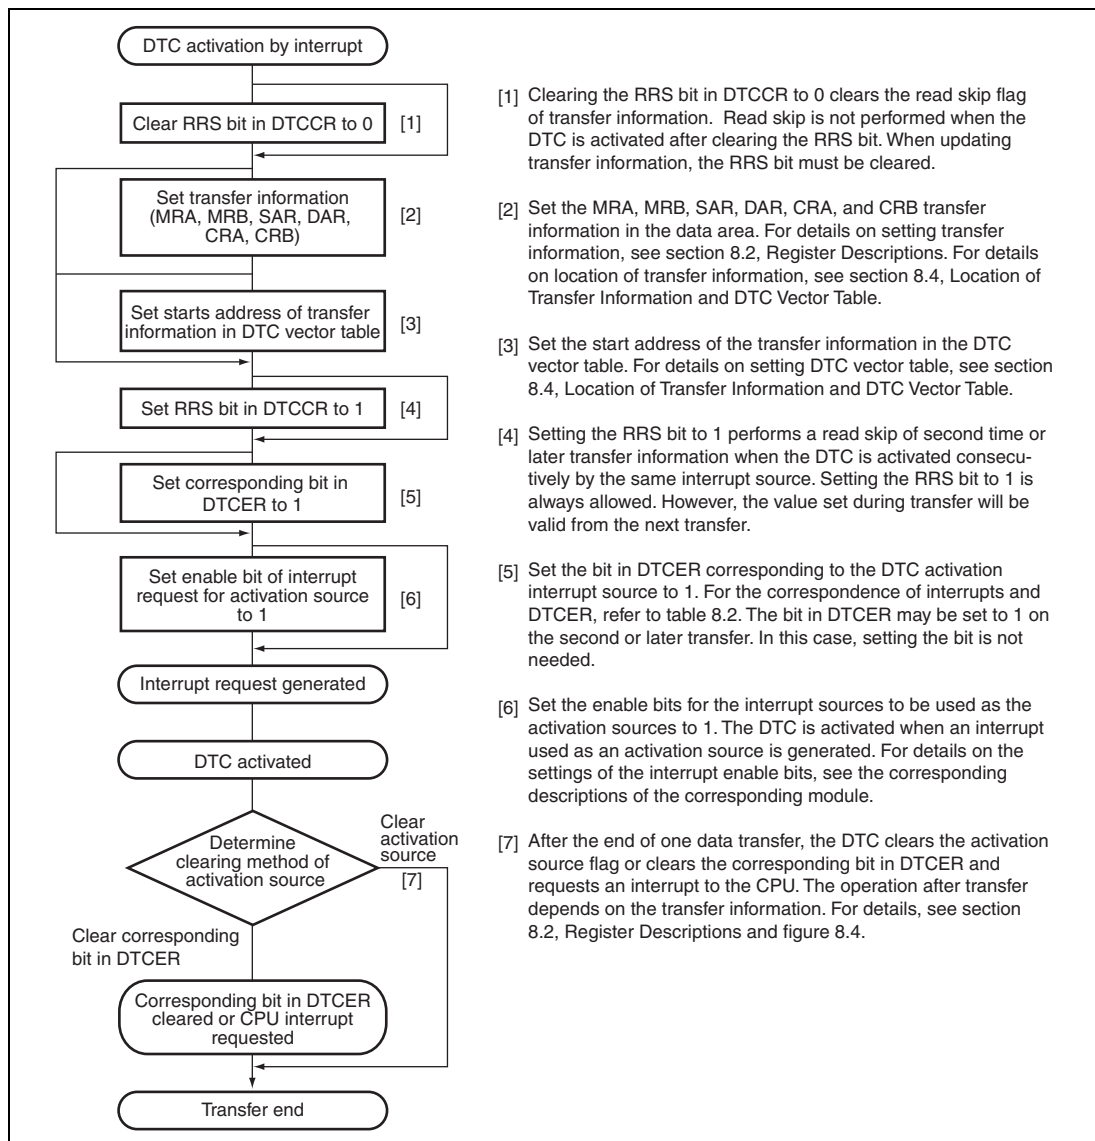 DTC activation by interrupt
Clear RRS bit in DTCCR to 0
[1]
Set transfer information
(MRA, MRB, SAR, DAR,
CRA, CRB)
[2]
Set starts address of transfer
information in DTC vector table
[3]
Set RRS bit in DTCCR to 1
[4]
Set corresponding bit in
DTCER to 1
[5]
Set enable bit of interrupt
request for activation source
to 1
[6]
Interrupt request generated
DTC activated
Determine
clearing method of
activation source
Clear
activation
source
[7]
Clear corresponding
bit in DTCER
Corresponding bit in DTCER
cleared or CPU interrupt
requested
Transfer end
[1] Clearing the RRS bit in DTCCR to 0 clears the read skip flag
of transfer information. Read skip is not performed when the
DTC is activated after clearing the RRS bit. When updating
transfer information, the RRS bit must be cleared.
[2] Set the MRA, MRB, SAR, DAR, CRA, and CRB transfer
information in the data area. For details on setting transfer
information, see section 8.2, Register Descriptions. For details
on location of transfer information, see section 8.4, Location of
Transfer Information and DTC Vector Table.
[3] Set the start address of the transfer information in the DTC
vector table. For details on setting DTC vector table, see section
8.4, Location of Transfer Information and DTC Vector Table.
[4] Setting the RRS bit to 1 performs a read skip of second time or
later transfer information when the DTC is activated consecu-
tively by the same interrupt source. Setting the RRS bit to 1 is
always allowed. However, the value set during transfer will be
valid from the next transfer.
[5] Set the bit in DTCER corresponding to the DTC activation
interrupt source to 1. For the correspondence of interrupts and
DTCER, refer to table 8.2. The bit in DTCER may be set to 1 on
the second or later transfer. In this case, setting the bit is not
needed.
[6] Set the enable bits for the interrupt sources to be used as the
activation sources to 1. The DTC is activated when an interrupt
used as an activation source is generated. For details on the
settings of the interrupt enable bits, see the corresponding
descriptions of the corresponding module.
[7] After the end of one data transfer, the DTC clears the activation
source flag or clears the corresponding bit in DTCER and
requests an interrupt to the CPU. The operation after transfer
depends on the transfer information. For details, see section
8.2, Register Descriptions and figure 8.4.